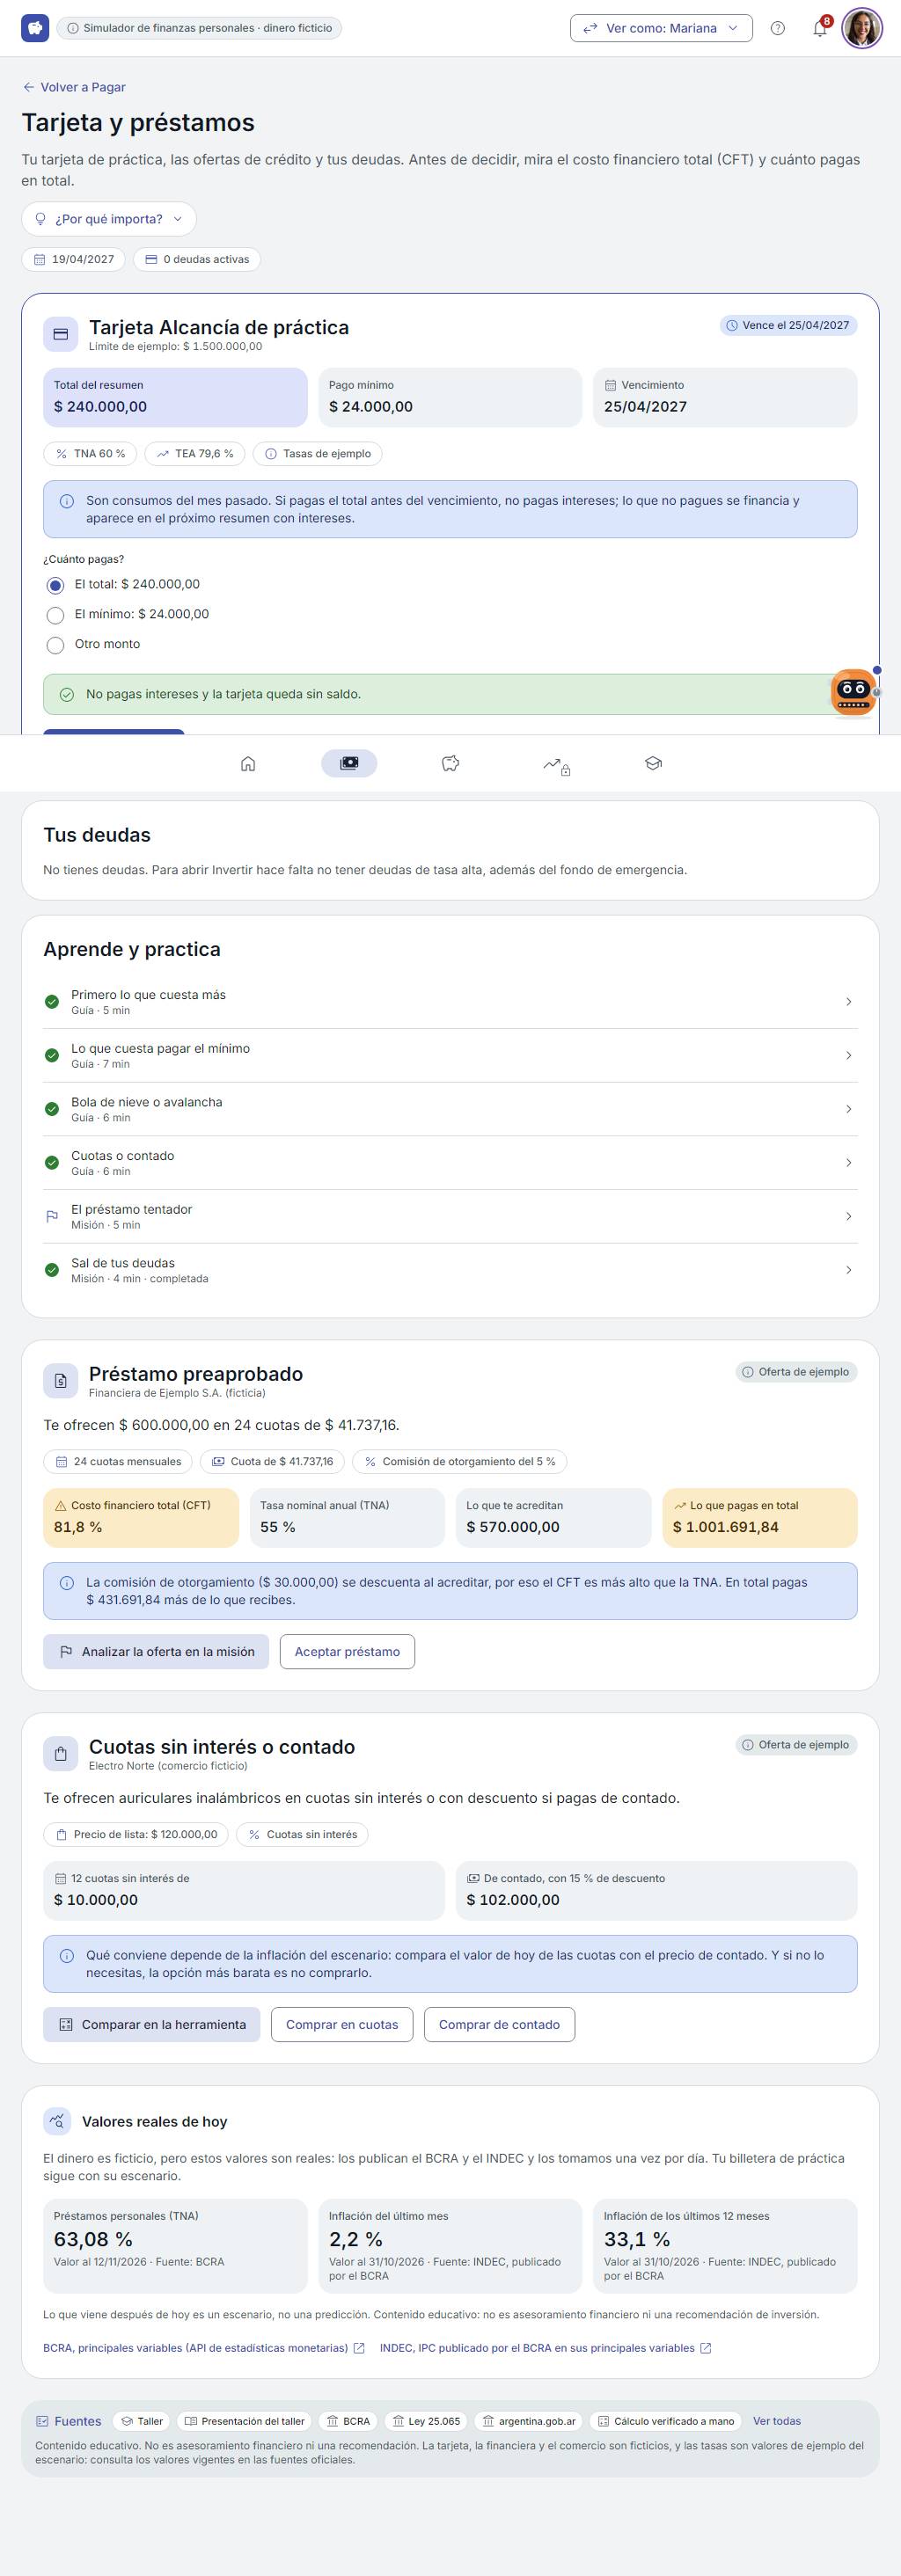 Simulador de finanzas personales · dinero ficticio
Ver como: Mariana
8
Volver a Pagar
Tarjeta y préstamos
Tu tarjeta de práctica, las ofertas de crédito y tus deudas. Antes de decidir, mira el costo financiero total (CFT) y cuánto pagas
en total.
¿Por qué importa?
19/04/2027
0 deudas activas
Tarjeta Alcancía de práctica
Límite de ejemplo: $ 1.500.000,00
Vence el 25/04/2027
Total del resumen
$ 240.000,00
Pago mínimo
$ 24.000,00
Vencimiento
25/04/2027
TNA 60 %
TEA 79,6 %
Tasas de ejemplo
Son consumos del mes pasado. Si pagas el total antes del vencimiento, no pagas intereses; lo que no pagues se financia y
aparece en el próximo resumen con intereses.
¿Cuánto pagas?
El total: $ 240.000,00
El mínimo: $ 24.000,00
Otro monto
No pagas intereses y la tarjeta queda sin saldo.
Tus deudas
No tienes deudas. Para abrir Invertir hace falta no tener deudas de tasa alta, además del fondo de emergencia.
Aprende y practica
Primero lo que cuesta más
Guía · 5 min
Lo que cuesta pagar el mínimo
Guía · 7 min
Bola de nieve o avalancha
Guía · 6 min
Cuotas o contado
Guía · 6 min
El préstamo tentador
Misión · 5 min
Sal de tus deudas
Misión · 4 min · completada
Préstamo preaprobado
Financiera de Ejemplo S.A. (ficticia)
Oferta de ejemplo
Te ofrecen $ 600.000,00 en 24 cuotas de $ 41.737,16.
24 cuotas mensuales
Cuota de $ 41.737,16
Comisión de otorgamiento del 5 %
Costo financiero total (CFT)
81,8 %
Tasa nominal anual (TNA)
55 %
Lo que te acreditan
$ 570.000,00
Lo que pagas en total
$ 1.001.691,84
La comisión de otorgamiento ($ 30.000,00) se descuenta al acreditar, por eso el CFT es más alto que la TNA. En total pagas
$ 431.691,84 más de lo que recibes.
Analizar la oferta en la misión
Aceptar préstamo
Cuotas sin interés o contado
Electro Norte (comercio ficticio)
Oferta de ejemplo
Te ofrecen auriculares inalámbricos en cuotas sin interés o con descuento si pagas de contado.
Precio de lista: $ 120.000,00
Cuotas sin interés
12 cuotas sin interés de
$ 10.000,00
De contado, con 15 % de descuento
$ 102.000,00
Qué conviene depende de la inflación del escenario: compara el valor de hoy de las cuotas con el precio de contado. Y si no lo
necesitas, la opción más barata es no comprarlo.
Comparar en la herramienta
Comprar en cuotas
Comprar de contado
Valores reales de hoy
El dinero es ficticio, pero estos valores son reales: los publican el BCRA y el INDEC y los tomamos una vez por día. Tu billetera de práctica
sigue con su escenario.
Préstamos personales (TNA)
63,08 %
Valor al 12/11/2026 · Fuente: BCRA
Inflación del último mes
2,2 %
Valor al 31/10/2026 · Fuente: INDEC, publicado
por el BCRA
Inflación de los últimos 12 meses
33,1 %
Valor al 31/10/2026 · Fuente: INDEC, publicado
por el BCRA
Lo que viene después de hoy es un escenario, no una predicción. Contenido educativo: no es asesoramiento financiero ni una recomendación de inversión.
BCRA, principales variables (API de estadísticas monetarias)
INDEC, IPC publicado por el BCRA en sus principales variables
Fuentes
Taller
Presentación del taller
BCRA
Ley 25.065
argentina.gob.ar
Cálculo verificado a mano
Ver todas
Contenido educativo. No es asesoramiento financiero ni una recomendación. La tarjeta, la financiera y el comercio son ficticios, y las tasas son valores de ejemplo del
escenario: consulta los valores vigentes en las fuentes oficiales.